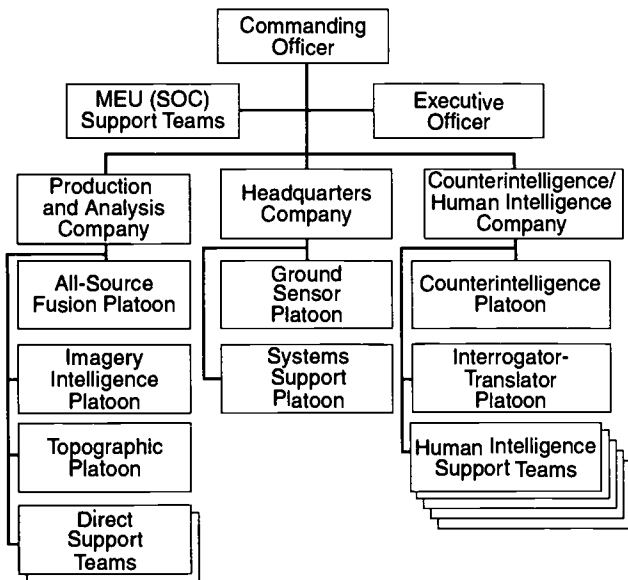 Commanding
Officer
MEU (SOC)
Support Teams
Executive
Officer
Production
and Analysis
Company
Headquarters
Company
Counterintelligence/
Human Intelligence
Company
All-Source
Fusion Platoon
Ground
Sensor
Platoon
Counterintelligence
Platoon
Imagery
Intelligence
Platoon
Systems
Support
Platoon
Interrogator-
Translator
Platoon
Topographic
Platoon
Human Intelligence
Support Teams
Direct
Support
Teams